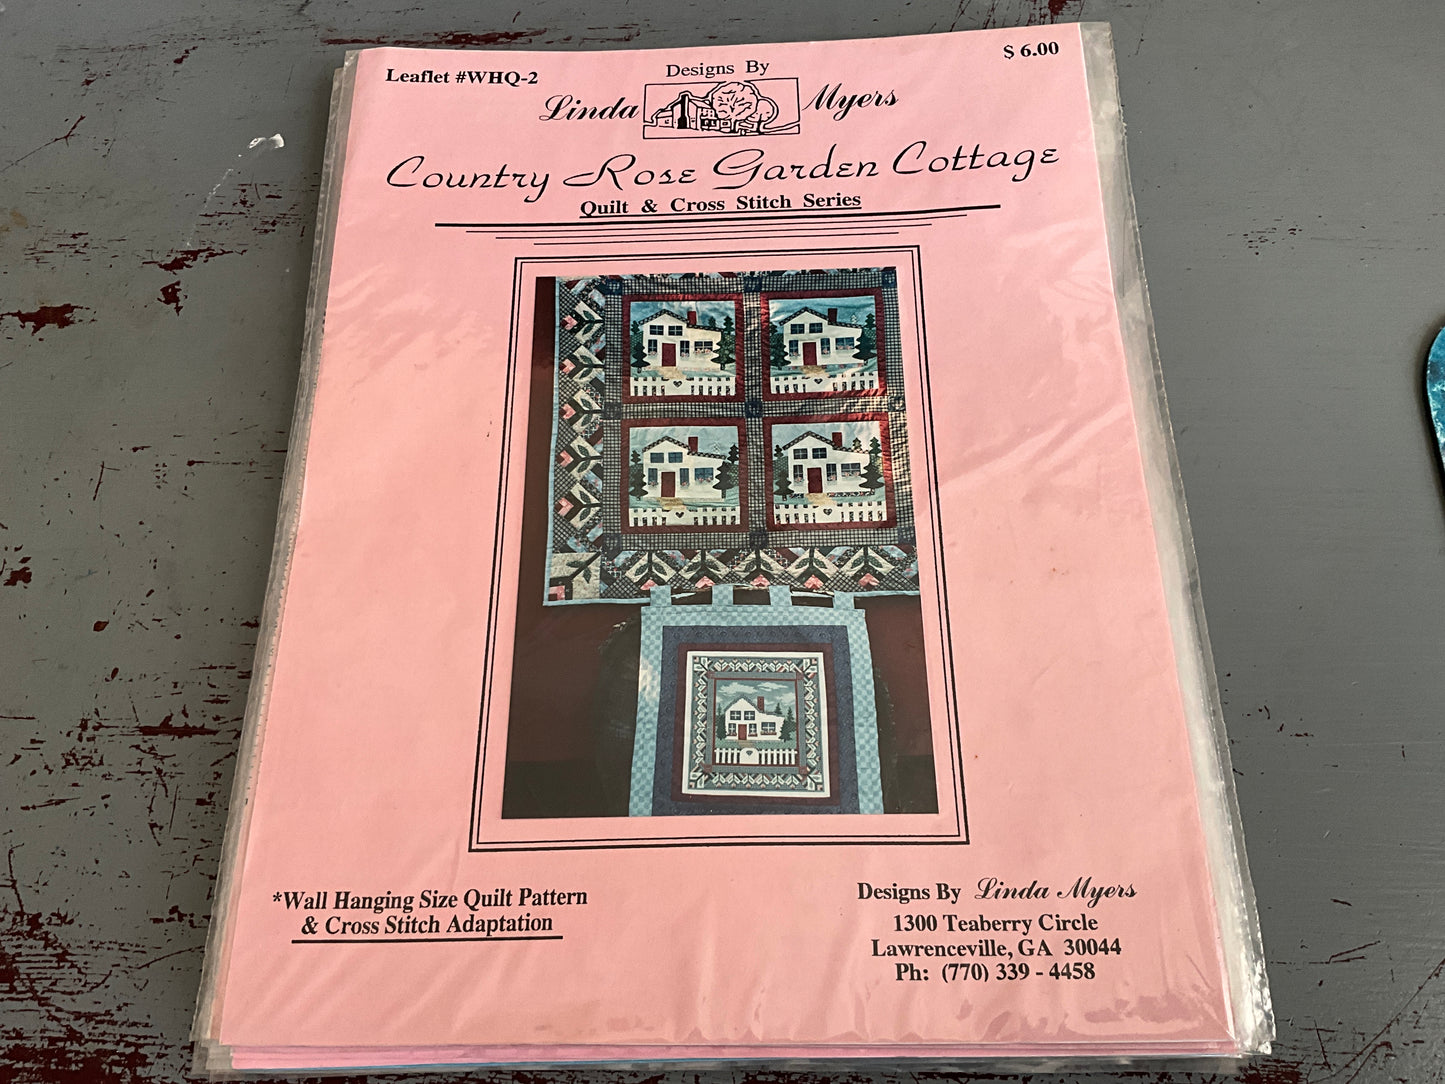 Leaflet #WHQ-2
$ 6.00
Designs By
Linda Myers
Country Rose Garden Cottage
Quilt & Cross Stitch Series
*Wall Hanging Size Quilt Pattern
& Cross Stitch Adaptation
Designs By Linda Myers
1300 Teaberry Circle
Lawrenceville, GA 30044
Ph: (770) 339 - 4458